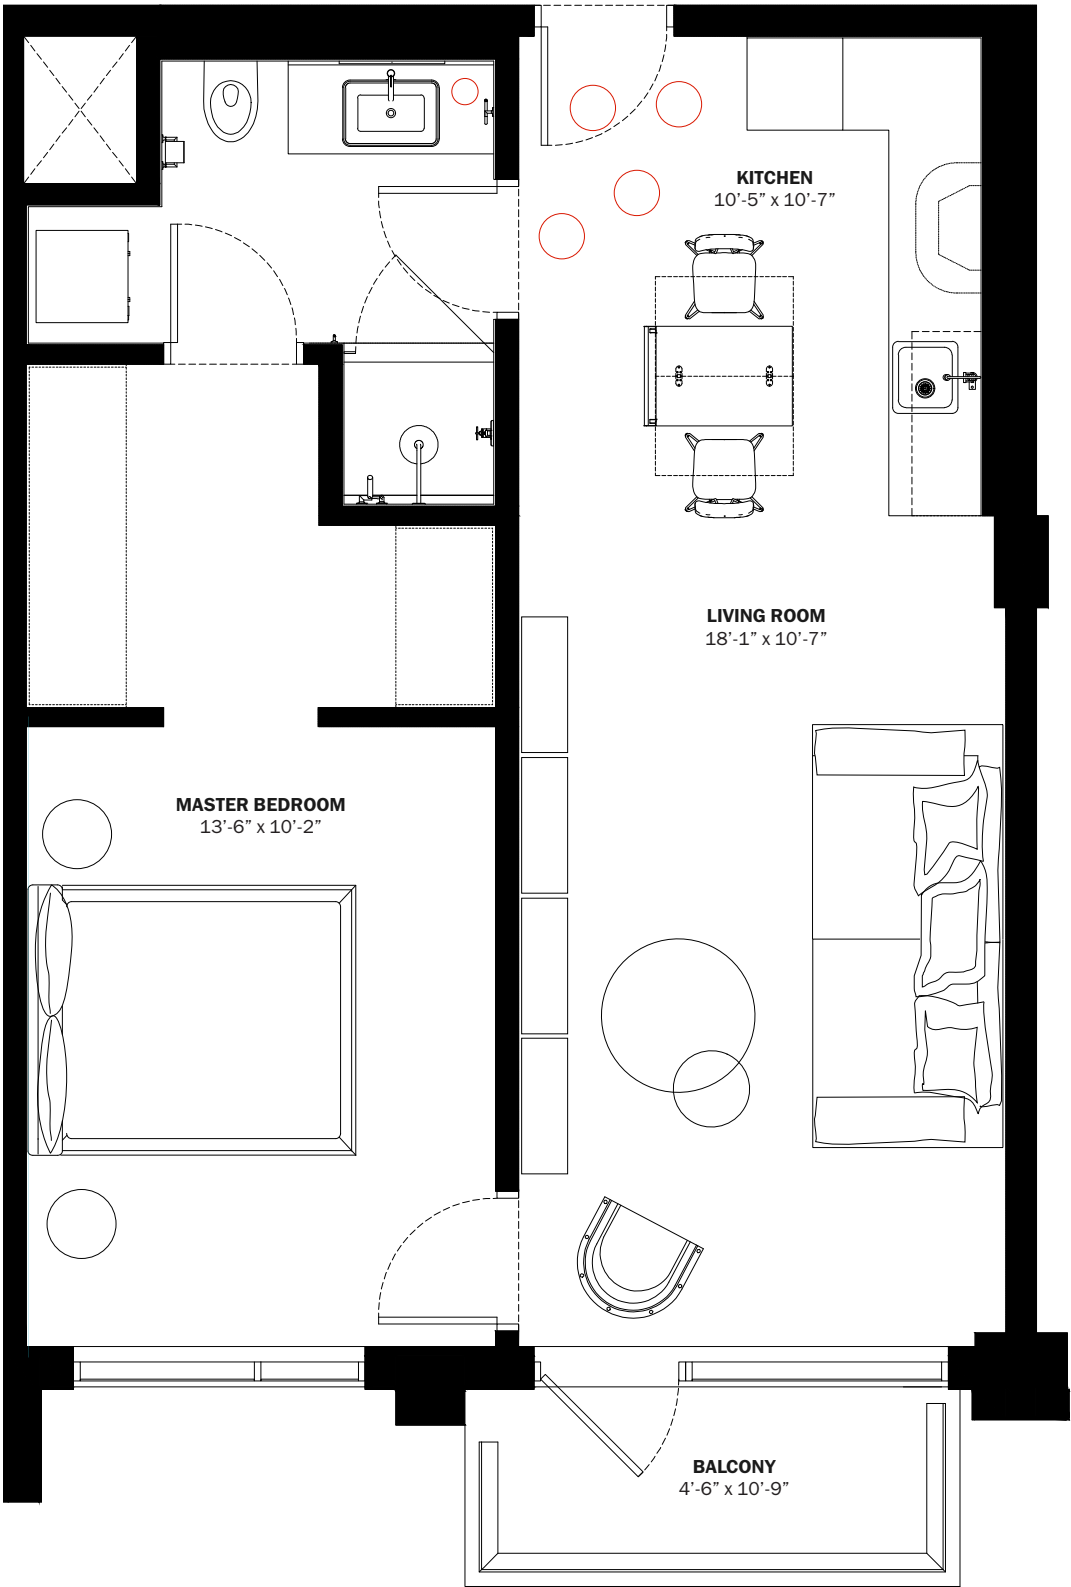 KITCHEN
10’-5” x 10’-7”
LIVING ROOM
18’-1” x 10’-7”
MASTER BEDROOM
13’-6” x 10’-2”
BALCONY
4’-6” x 10’-9”